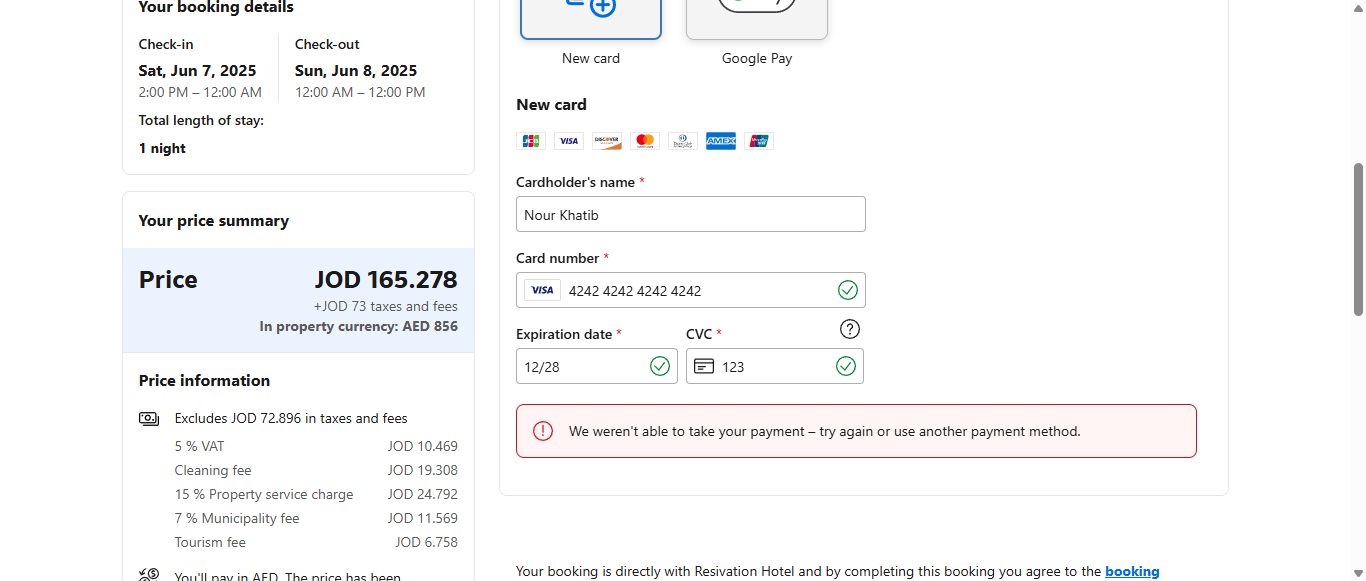 Your booking details
Check-in
Sat, Jun 7, 2025
2:00 PM – 12:00 AM
Check-out
Sun, Jun 8, 2025
12:00 AM – 12:00 PM
Total length of stay:
1 night
Your price summary
Price JOD 165.278
+JOD 73 taxes and fees
In property currency: AED 856
Price information
Excludes JOD 72.896 in taxes and fees
5 % VAT JOD 10.469
Cleaning fee JOD 19.308
15 % Property service charge JOD 24.792
7 % Municipality fee JOD 11.569
Tourism fee JOD 6.758
You'll pay in AED. The price has been
New card
Google Pay
New card
JCB VISA DISCOVER AMEX
Cardholder's name *
Nour Khatib
Card number *
VISA 4242 4242 4242 4242
Expiration date *
12/28
CVC *
123
We weren't able to take your payment – try again or use another payment method.
Your booking is directly with Resivation Hotel and by completing this booking you agree to the booking